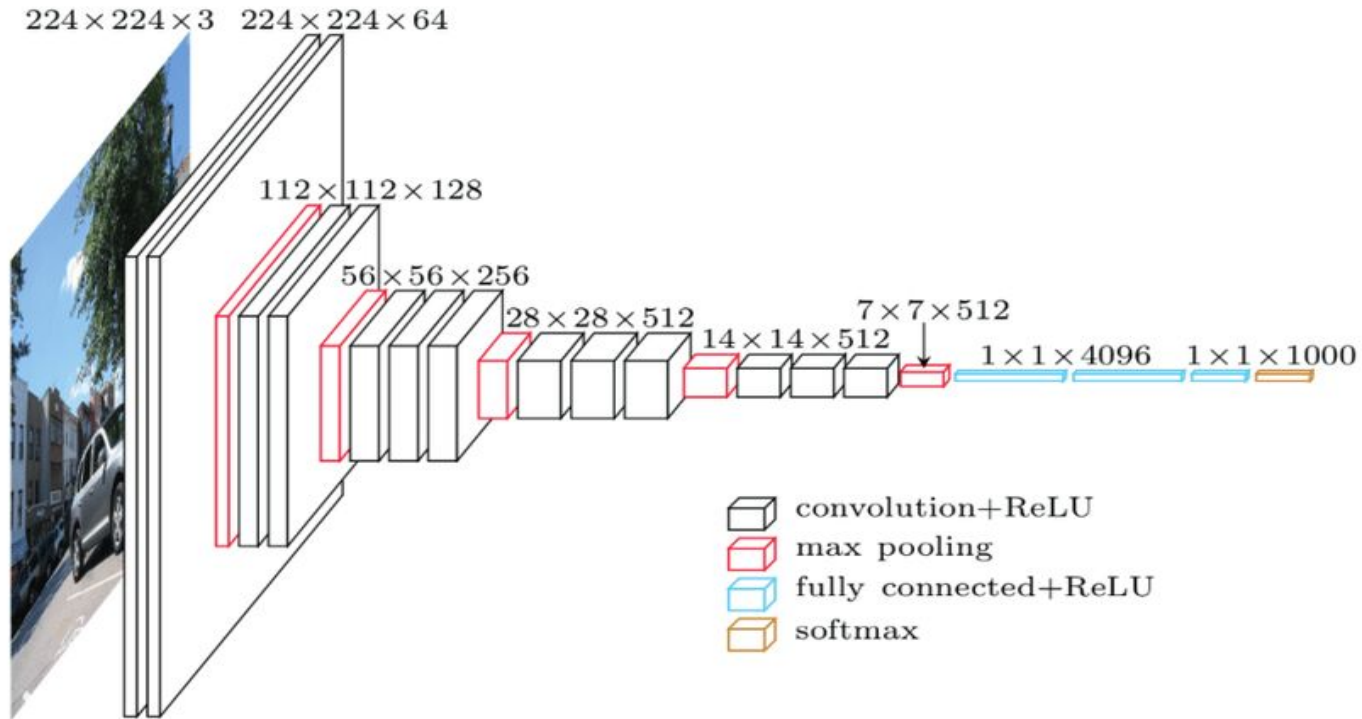 224×224×3
224×224×64
112×112×128
56×56×256
28×28×512
14×14×512
7×7×512
1×1×4096
1×1×1000
convolution+ReLU
max pooling
fully connected+ReLU
softmax